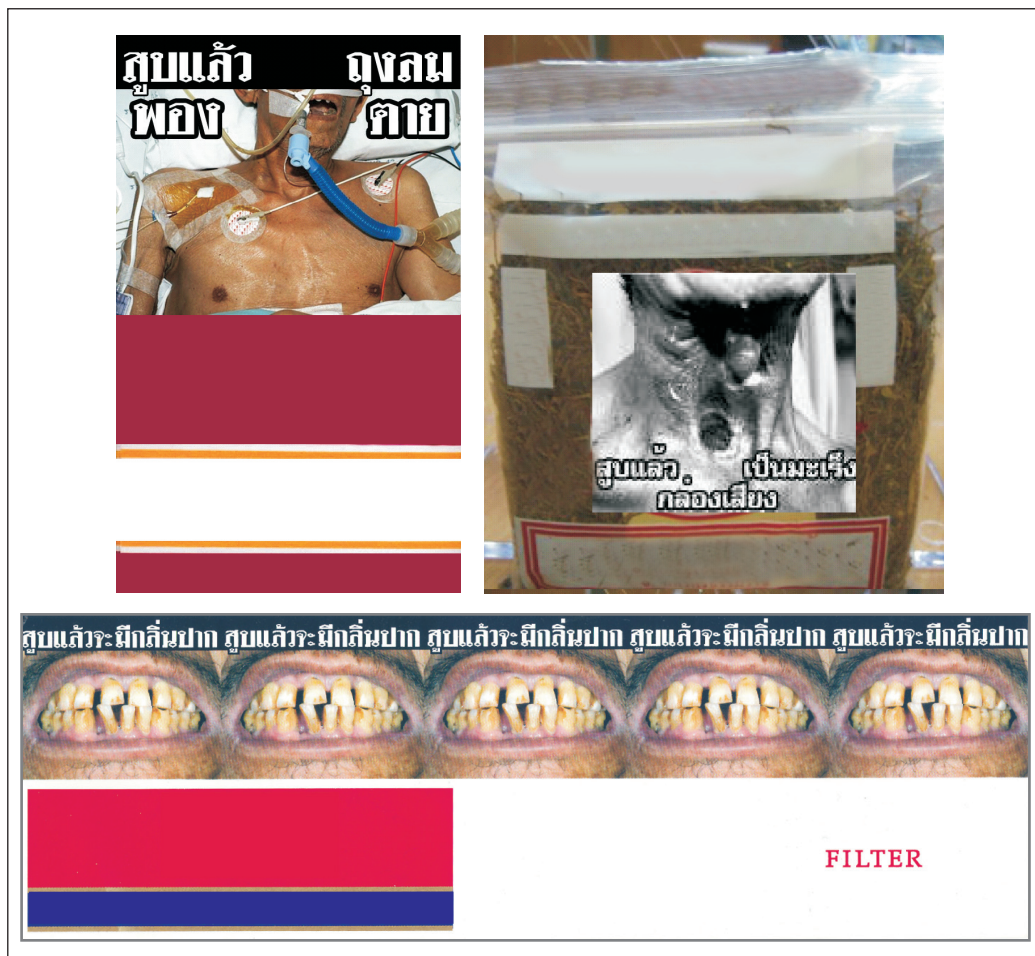 สูบแล้ว ถุงลม
พอง ตาย
สูบแล้ว เป็นมะเร็ง
กล่องเสียง
สูบแล้วจะมีกลิ่นปาก สูบแล้วจะมีกลิ่นปาก สูบแล้วจะมีกลิ่นปาก สูบแล้วจะมีกลิ่นปาก สูบแล้วจะมีกลิ่นปาก
FILTER